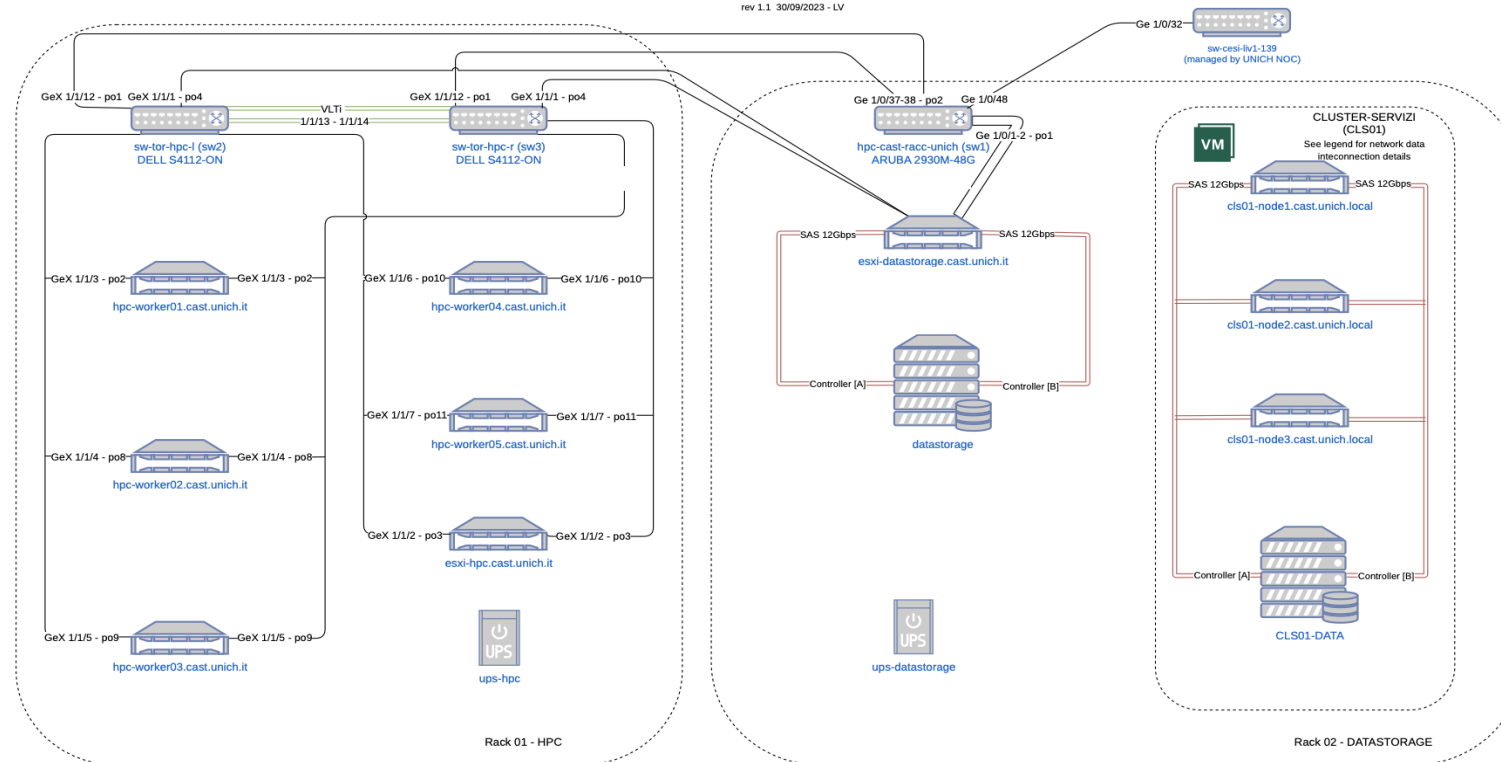 rev 1.1 30/09/2023 - LV
Ge 1/0/32
sw-cesi-liv1-139
(managed by UNICH NOC)
GeX 1/1/12 - po1
GeX 1/1/1 - po4
VLTi
1/1/13 - 1/1/14
GeX 1/1/12 - po1
GeX 1/1/1 - po4
sw-tor-hpc-l (sw2)
DELL S4112-ON
sw-tor-hpc-r (sw3)
DELL S4112-ON
Ge 1/0/37-38 - po2
Ge 1/0/48
Ge 1/0/1-2 - po1
hpc-cast-racc-unich (sw1)
ARUBA 2930M-48G
VM
CLUSTER-SERVIZI
(CLS01)
See legend for network data
inteconnection details
SAS 12Gbps
SAS 12Gbps
cls01-node1.cast.unich.local
SAS 12Gbps
SAS 12Gbps
esxi-datastorage.cast.unich.it
GeX 1/1/3 - po2
GeX 1/1/3 - po2
hpc-worker01.cast.unich.it
GeX 1/1/6 - po10
GeX 1/1/6 - po10
hpc-worker04.cast.unich.it
cls01-node2.cast.unich.local
Controller [A]
Controller [B]
datastorage
GeX 1/1/7 - po11
GeX 1/1/7 - po11
hpc-worker05.cast.unich.it
cls01-node3.cast.unich.local
GeX 1/1/4 - po8
GeX 1/1/4 - po8
hpc-worker02.cast.unich.it
GeX 1/1/2 - po3
GeX 1/1/2 - po3
esxi-hpc.cast.unich.it
Controller [A]
Controller [B]
CLS01-DATA
GeX 1/1/5 - po9
GeX 1/1/5 - po9
hpc-worker03.cast.unich.it
UPS
ups-hpc
UPS
ups-datastorage
Rack 01 - HPC
Rack 02 - DATASTORAGE